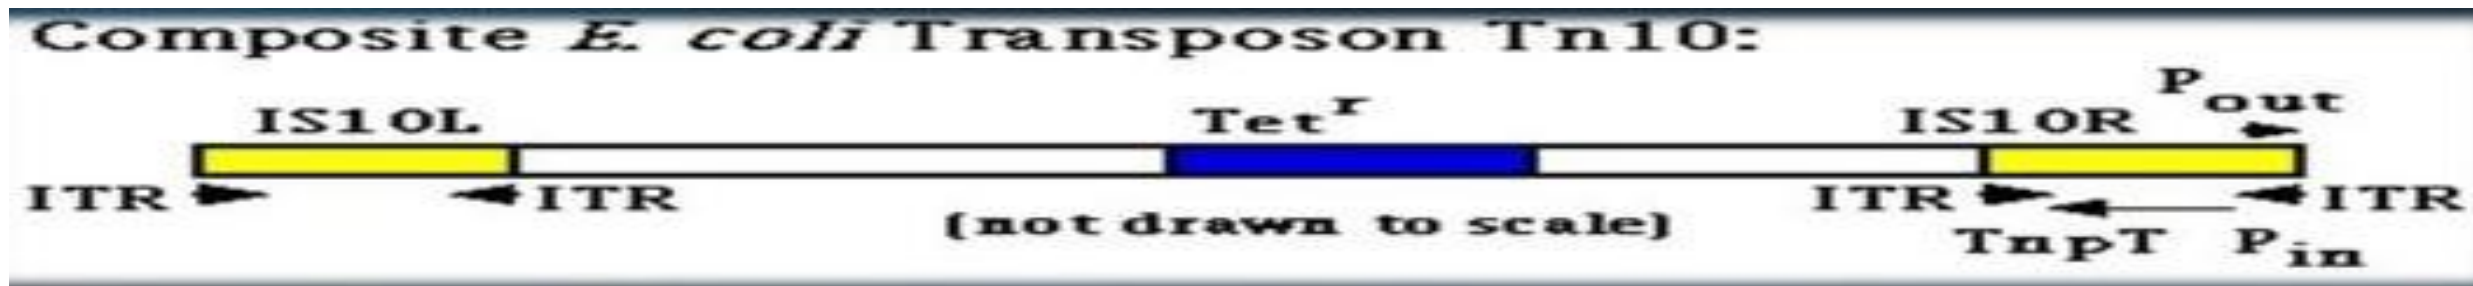 Composite E. coli Transposon Tn10:
IS10L Tetʳ IS10R Pout
ITR ITR (not drawn to scale) ITR ITR
TnpT Pin